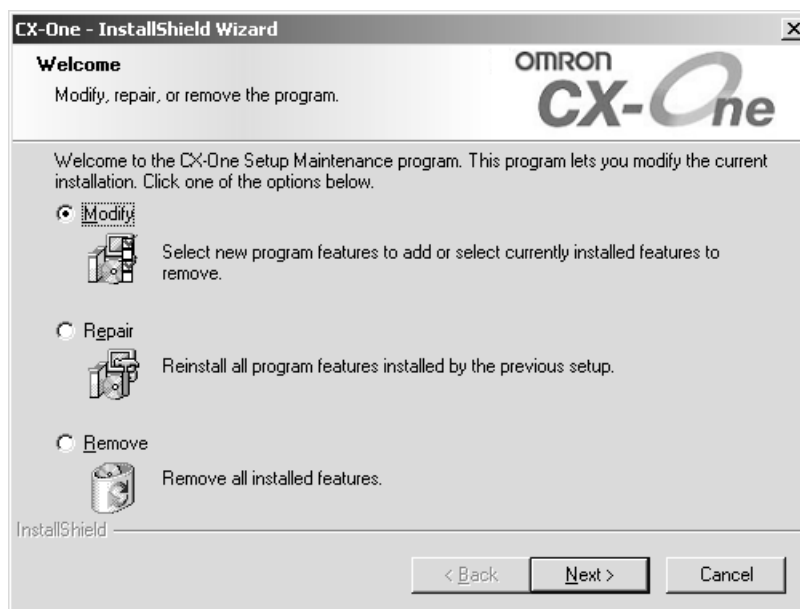 CX-One - InstallShield Wizard
Welcome
Modify, repair, or remove the program.
OMRON
CX-One
Welcome to the CX-One Setup Maintenance program. This program lets you modify the current
installation. Click one of the options below.
Modify
Select new program features to add or select currently installed features to
remove.
Repair
Reinstall all program features installed by the previous setup.
Remove
Remove all installed features.
InstallShield
< Back
Next >
Cancel